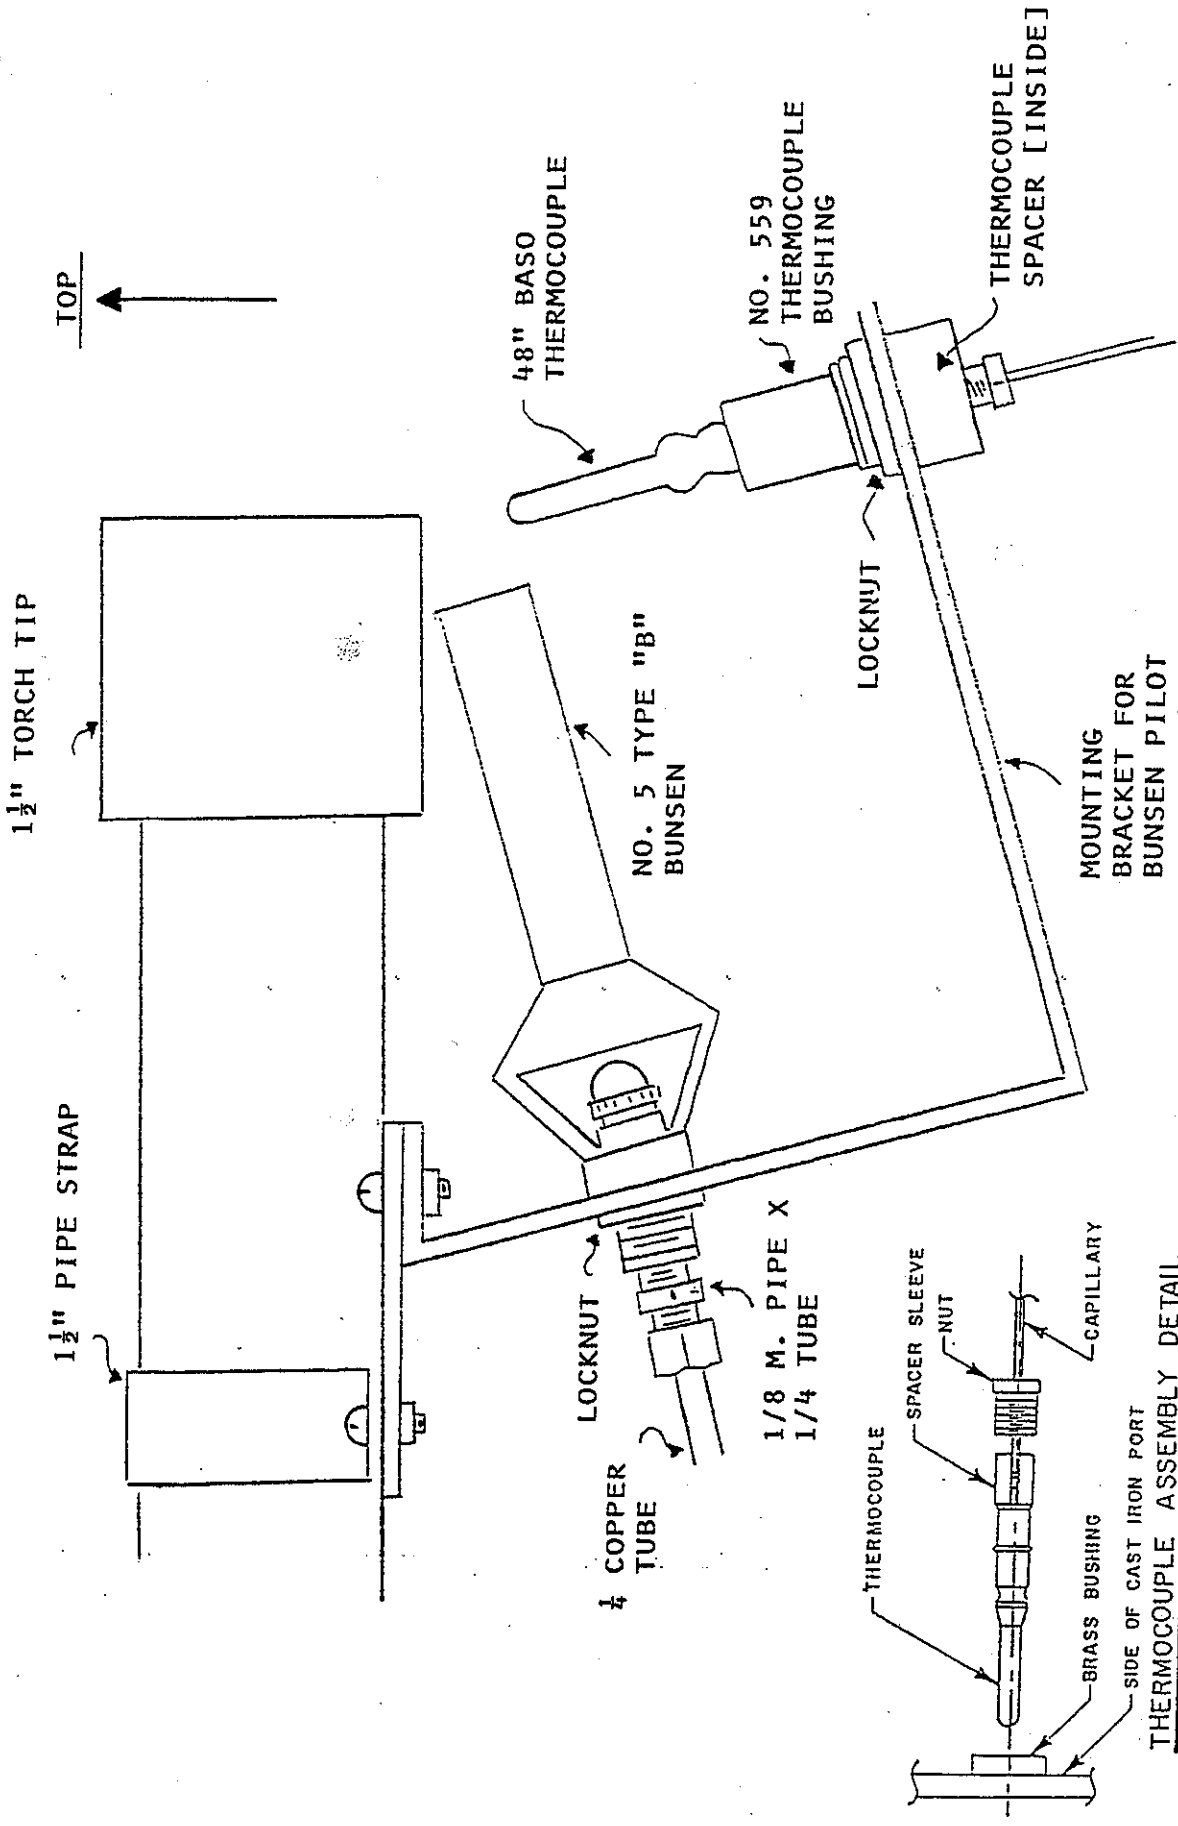 TOP
1½" TORCH TIP
1½" PIPE STRAP
48" BASO
THERMOCOUPLE
NO. 559
THERMOCOUPLE
BUSHING
THERMOCOUPLE
SPACER [INSIDE]
LOCKNUT
NO. 5 TYPE "B"
BUNSEN
MOUNTING
BRACKET FOR
BUNSEN PILOT
LOCKNUT
1/8 M. PIPE X
1/4 TUBE
¼ COPPER
TUBE
THERMOCOUPLE
SPACER SLEEVE
NUT
CAPILLARY
BRASS BUSHING
SIDE OF CAST IRON PORT
THERMOCOUPLE ASSEMBLY DETAIL